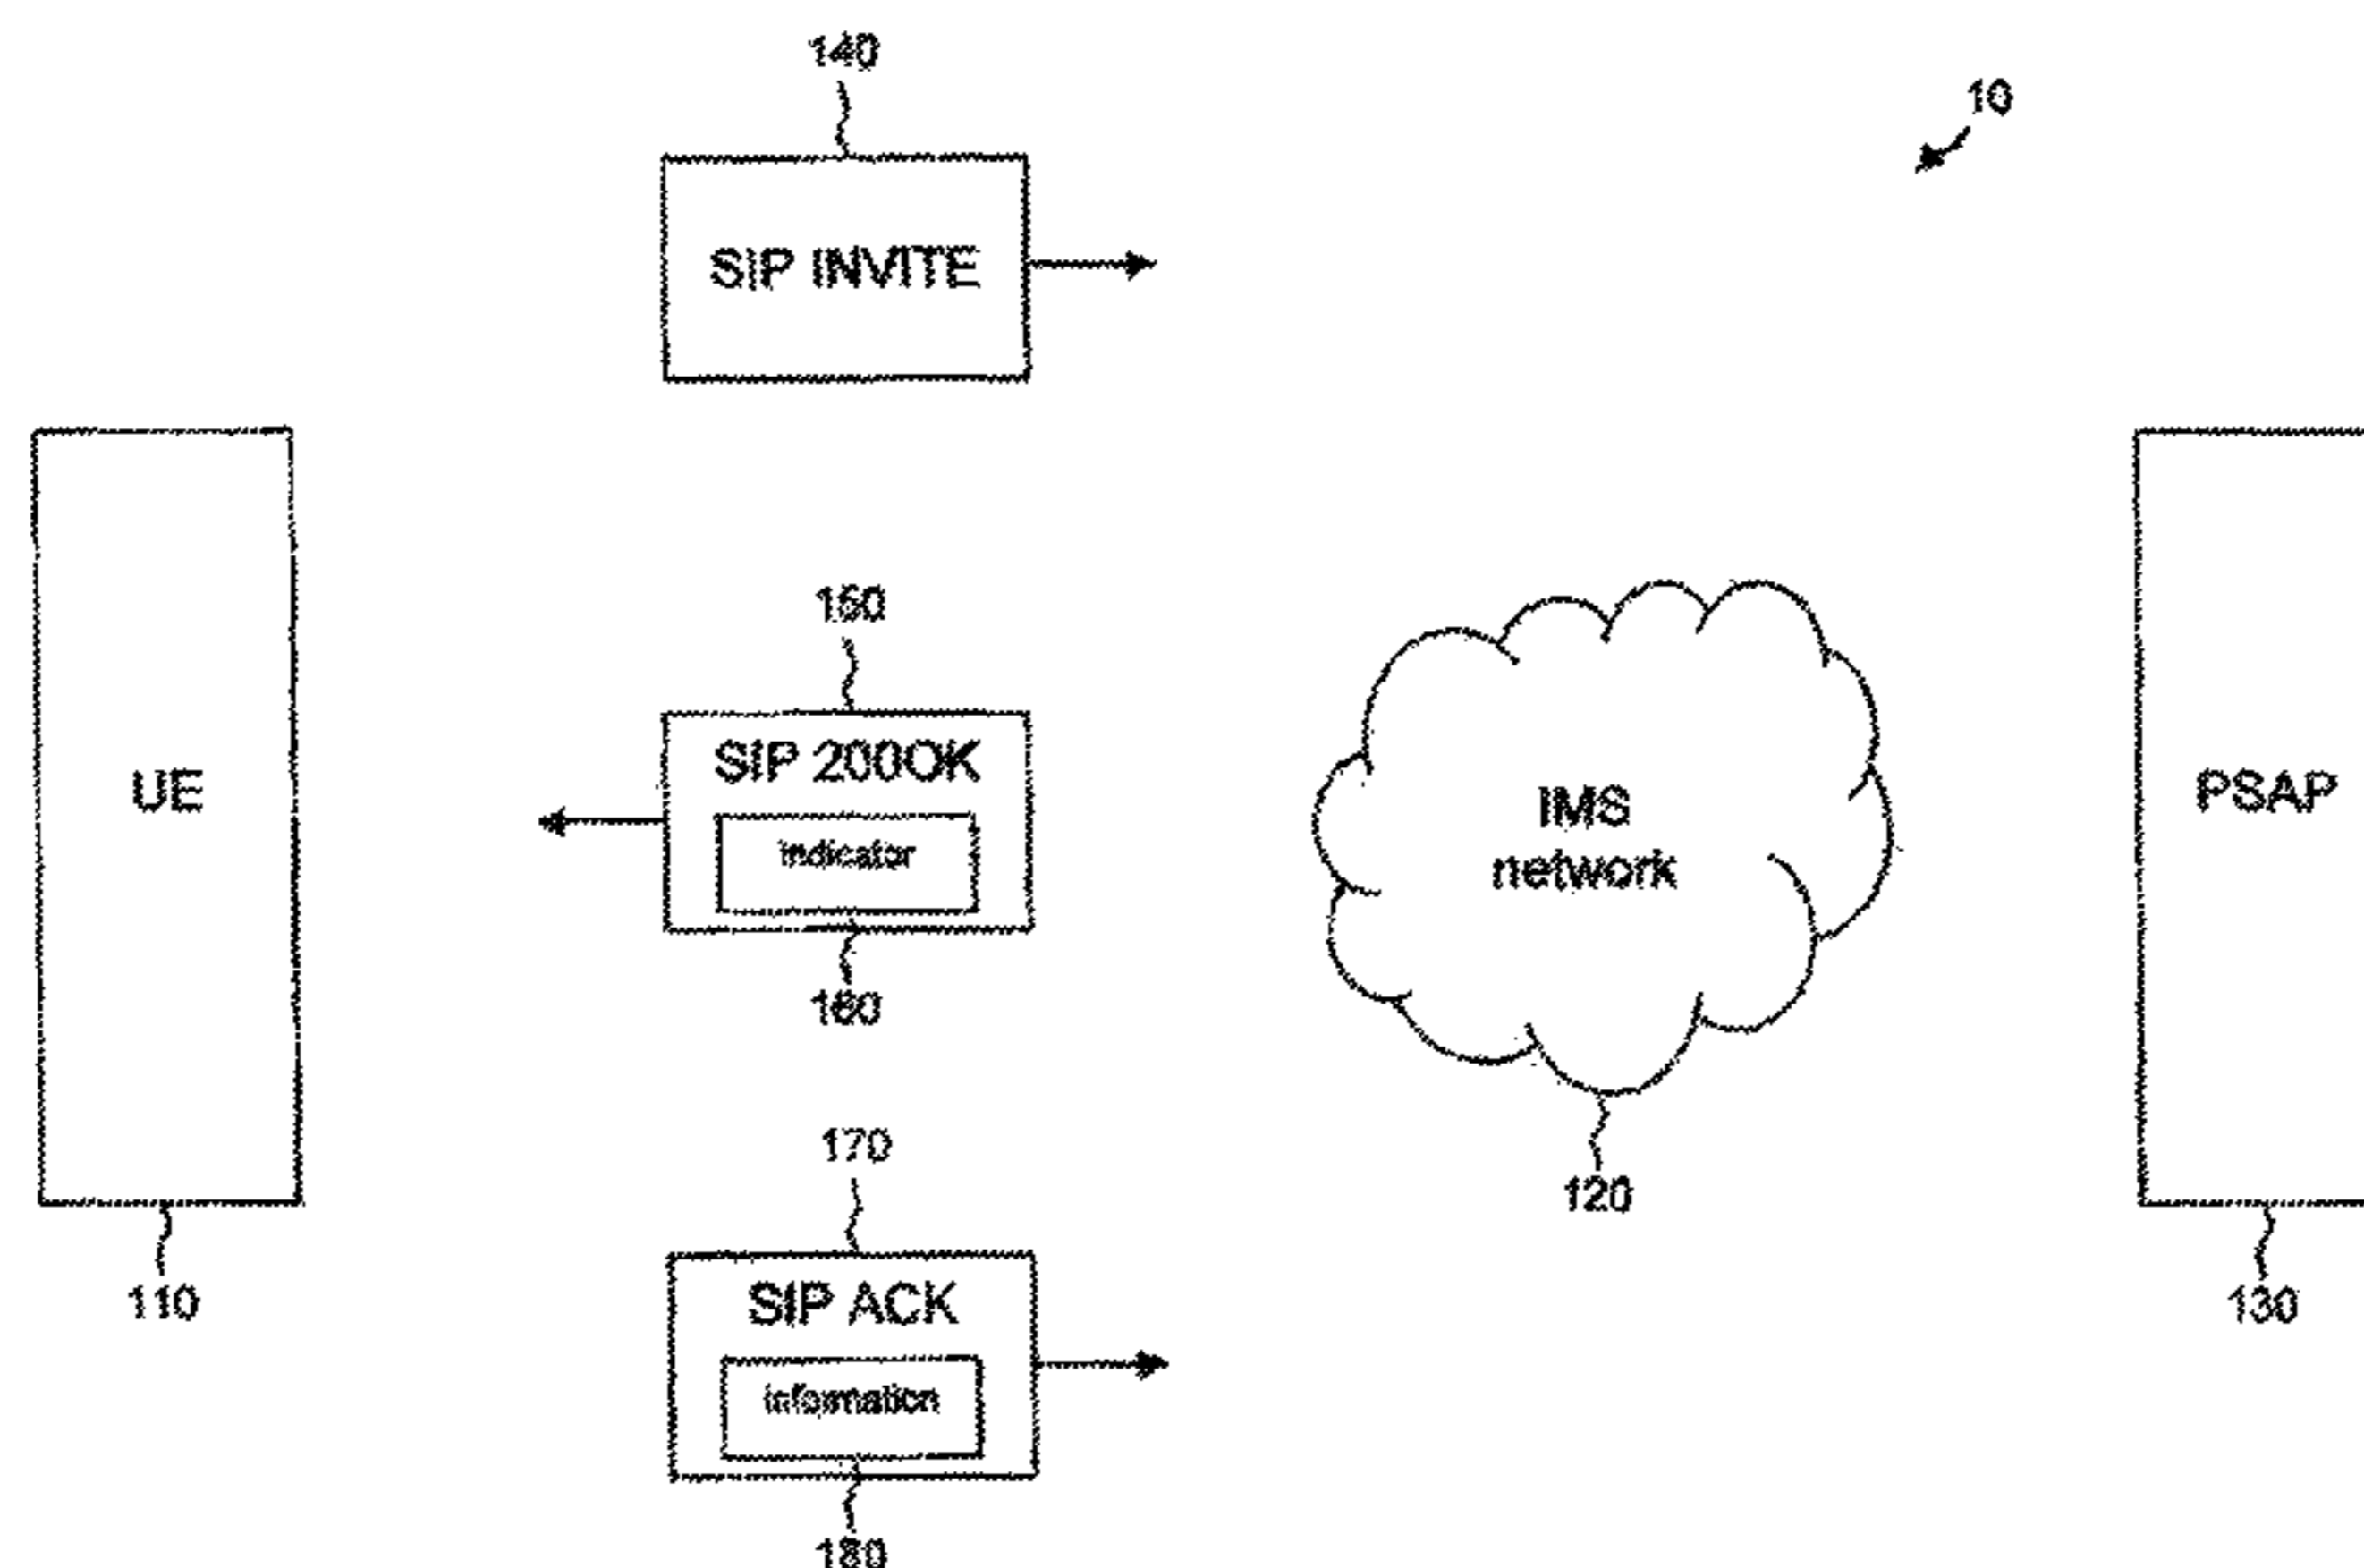 140
10
SIP INVITE
150
SIP 200OK
indicator
160
UE
IMS
network
PSAP
170
120
SIP ACK
information
110
130
180